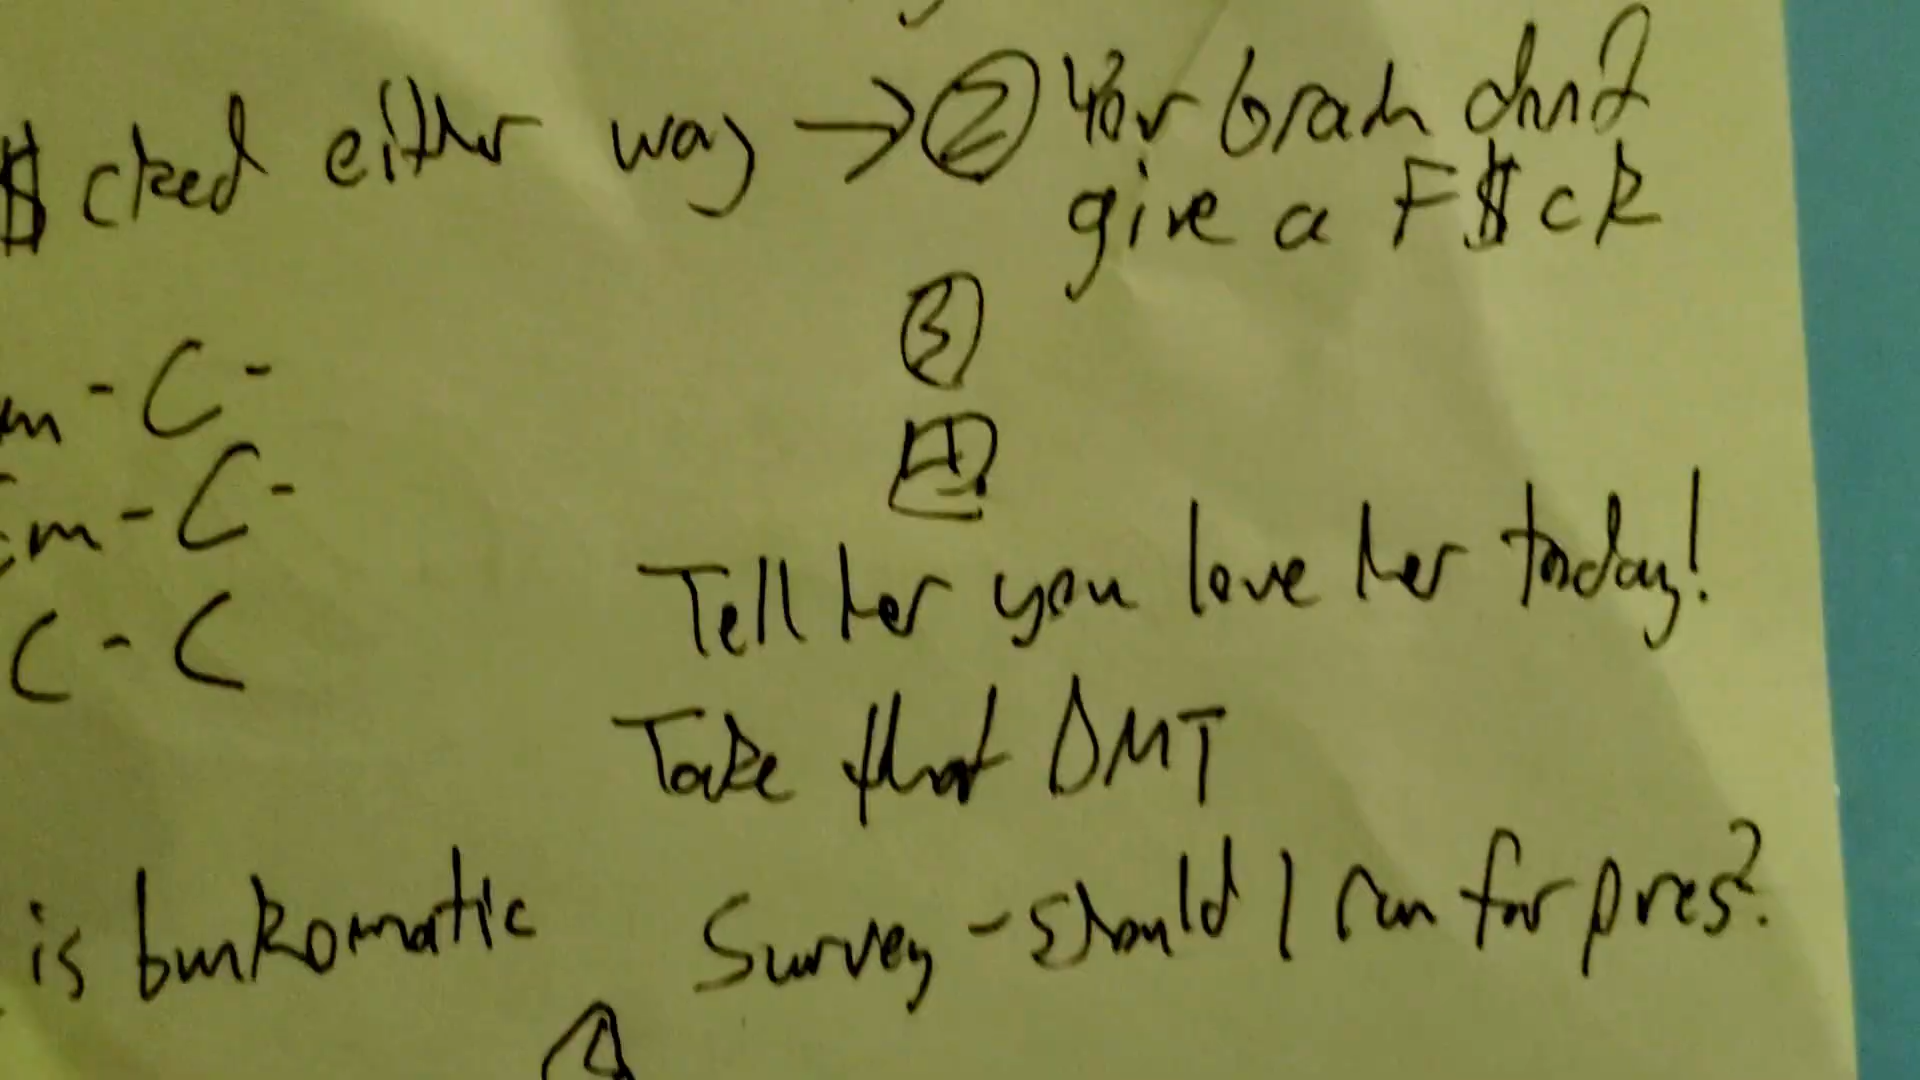 $cked either way → ② Your brain don't
give a F$ck
③
④
m - C -
Em - C -
C - C
Tell her you love her today!
Take that DMT
is bunkomatic
Survey - should I run for pres?